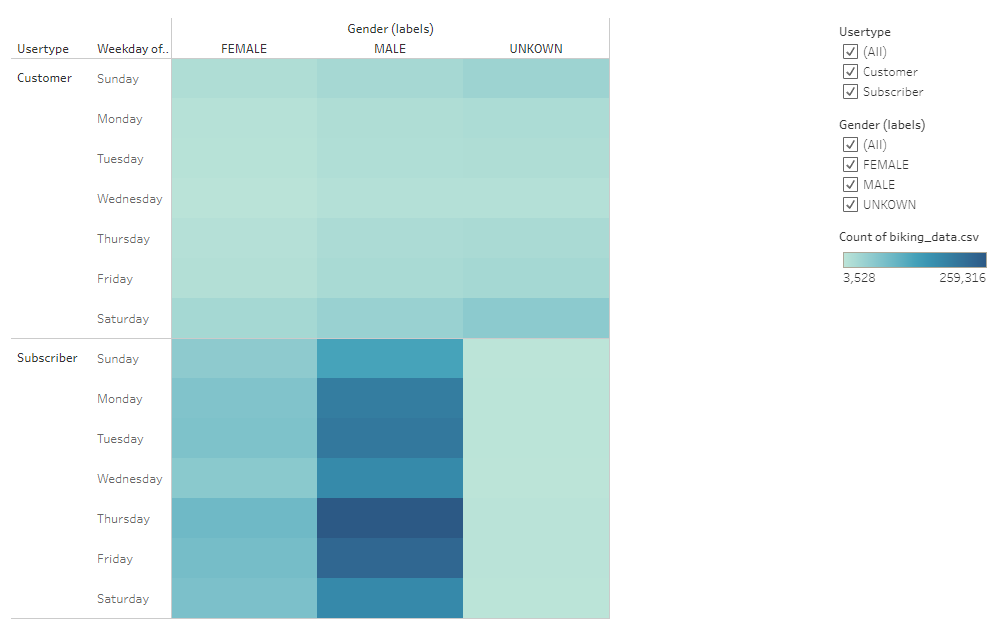 Gender (labels)
Usertype Weekday of.. FEMALE MALE UNKOWN
Customer Sunday
Monday
Tuesday
Wednesday
Thursday
Friday
Saturday
Subscriber Sunday
Monday
Tuesday
Wednesday
Thursday
Friday
Saturday
Usertype
(All)
Customer
Subscriber
Gender (labels)
(All)
FEMALE
MALE
UNKOWN
Count of biking_data.csv
3,528 259,316